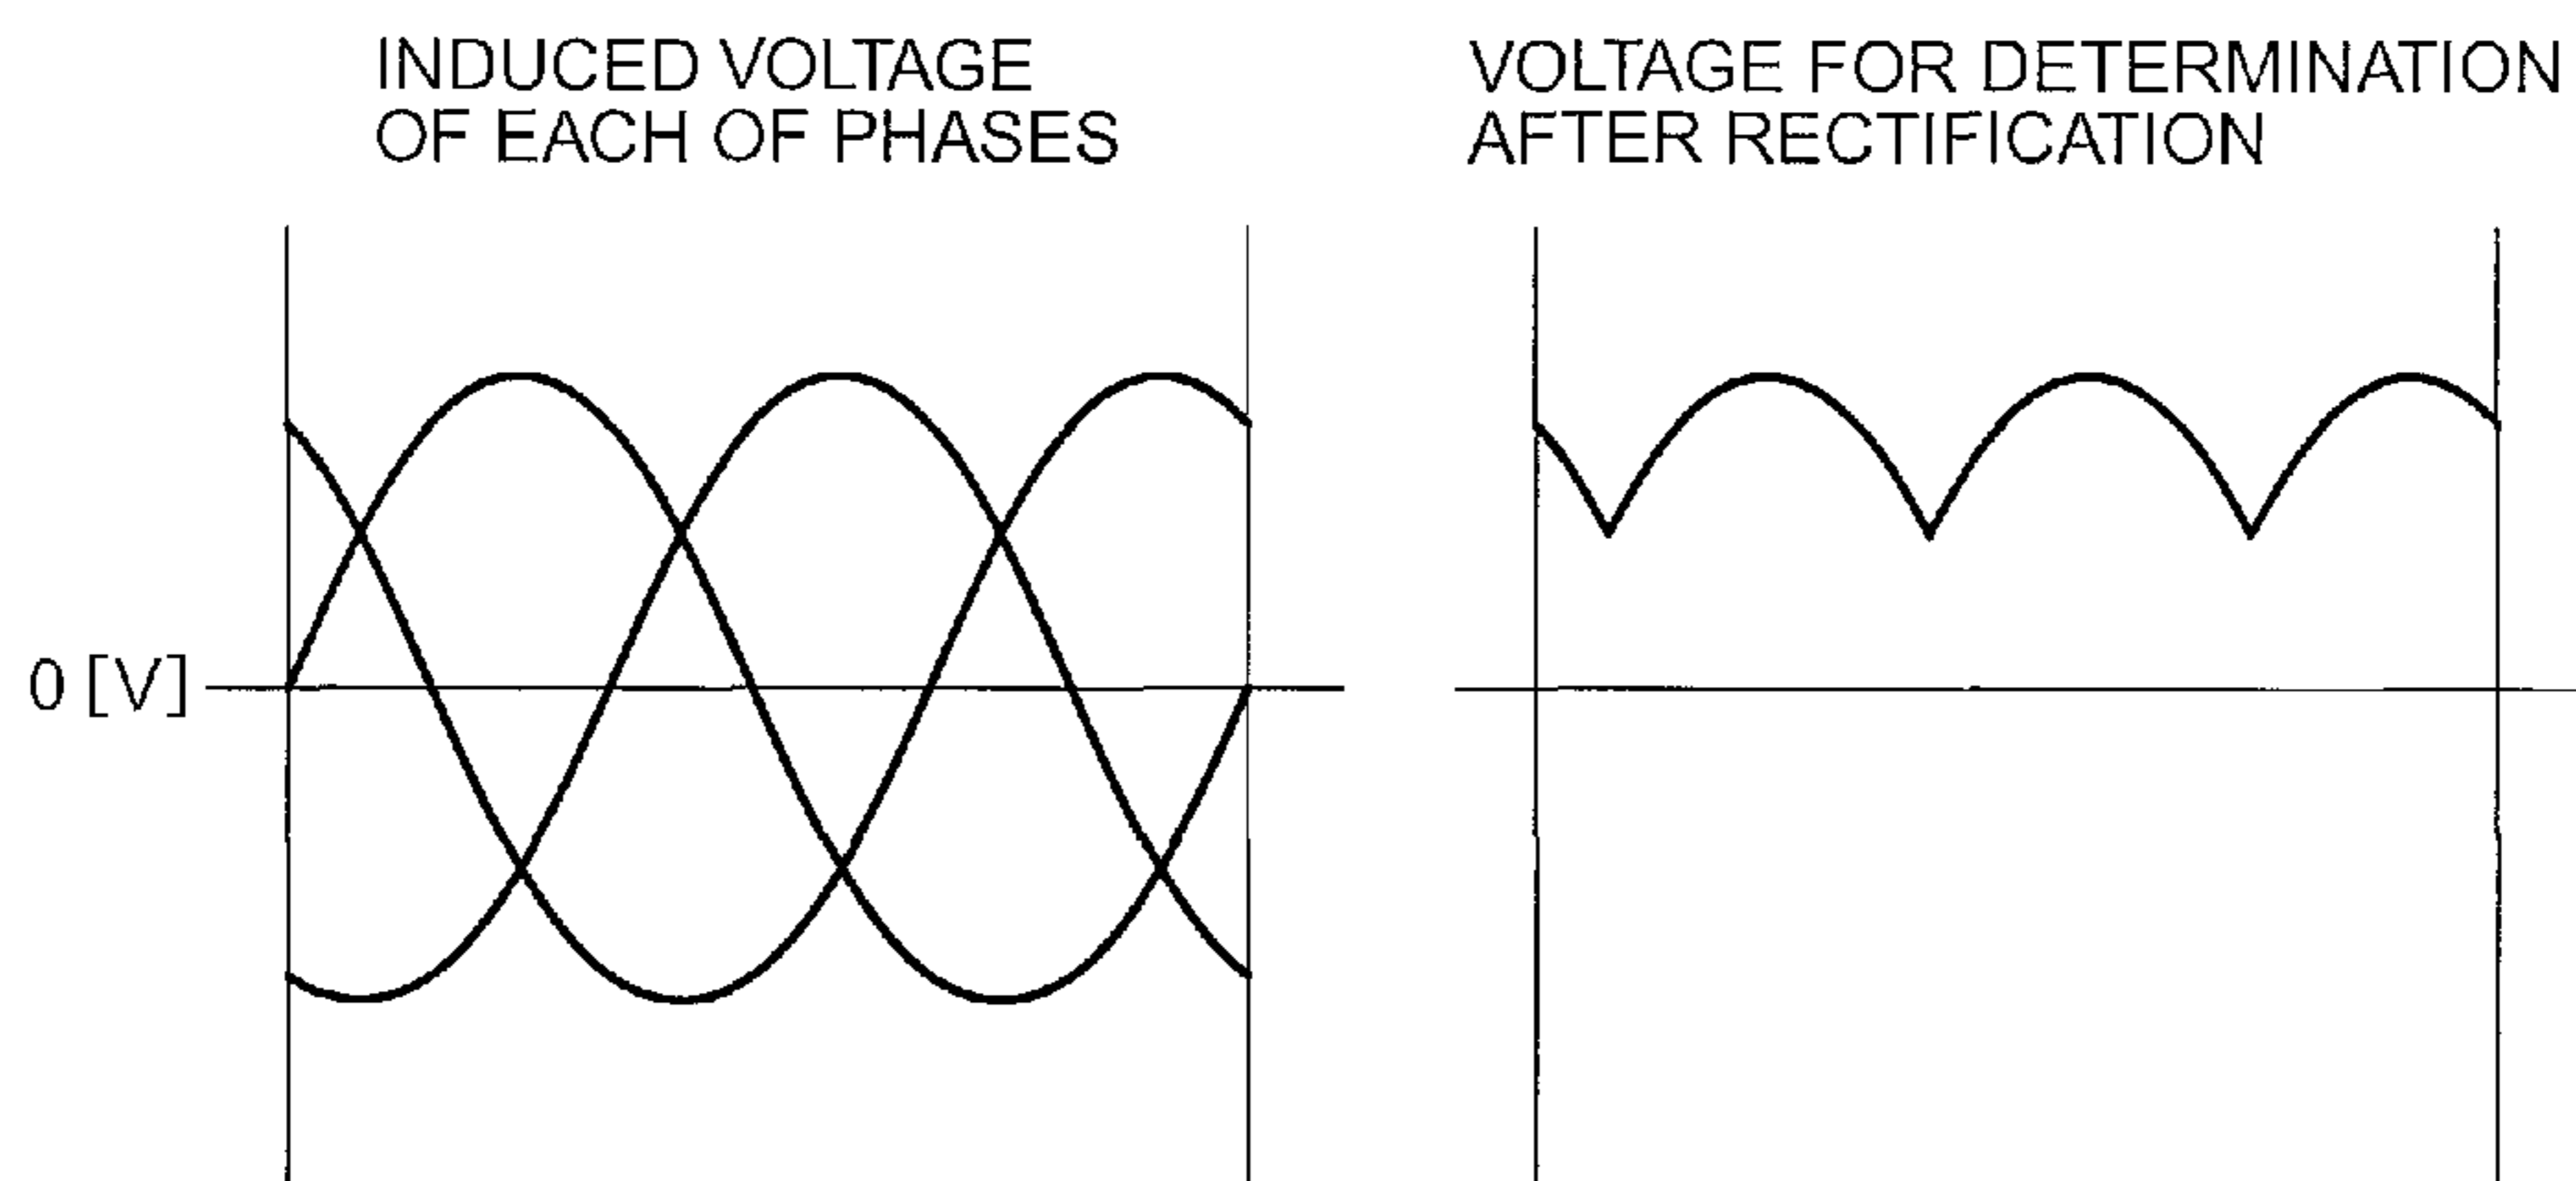 INDUCED VOLTAGE
OF EACH OF PHASES
VOLTAGE FOR DETERMINATION
AFTER RECTIFICATION
0 [V]